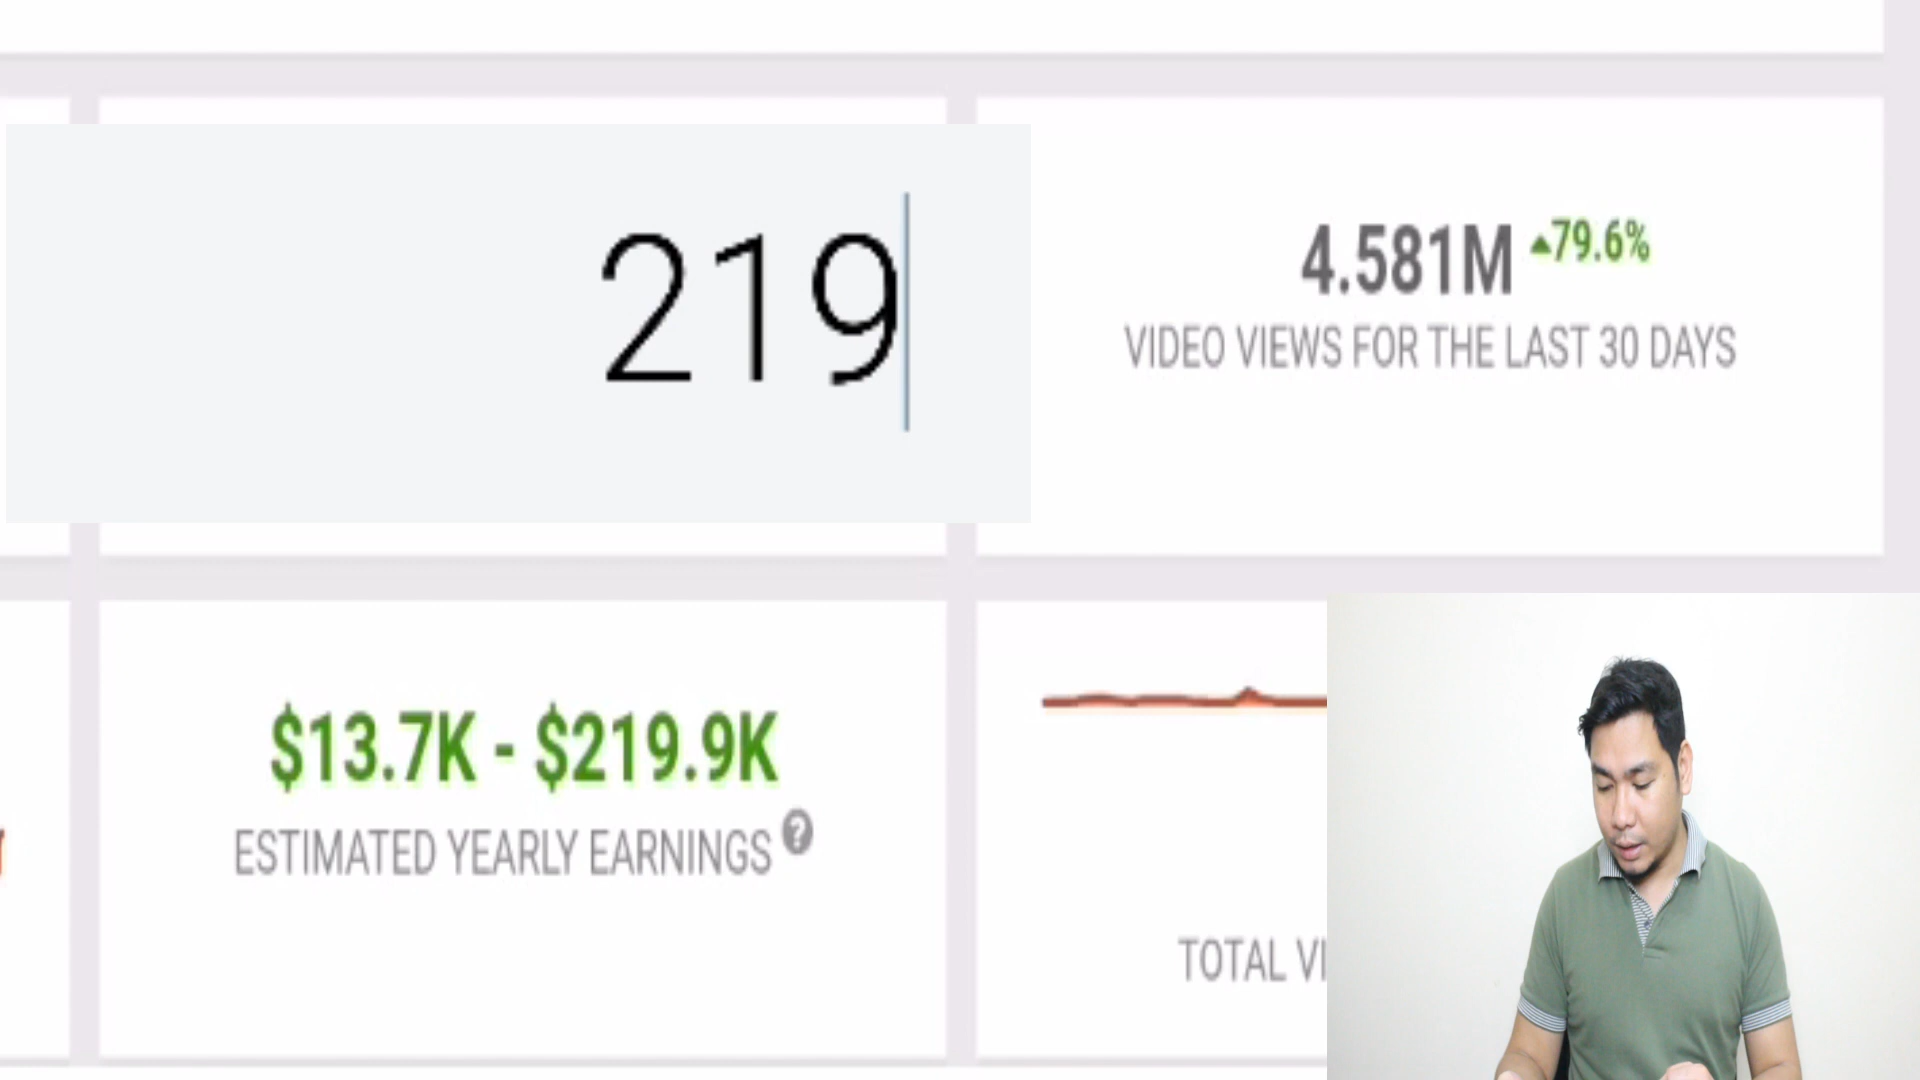 219
4.581M ▲79.6%
VIDEO VIEWS FOR THE LAST 30 DAYS
$13.7K - $219.9K
ESTIMATED YEARLY EARNINGS ?
TOTAL